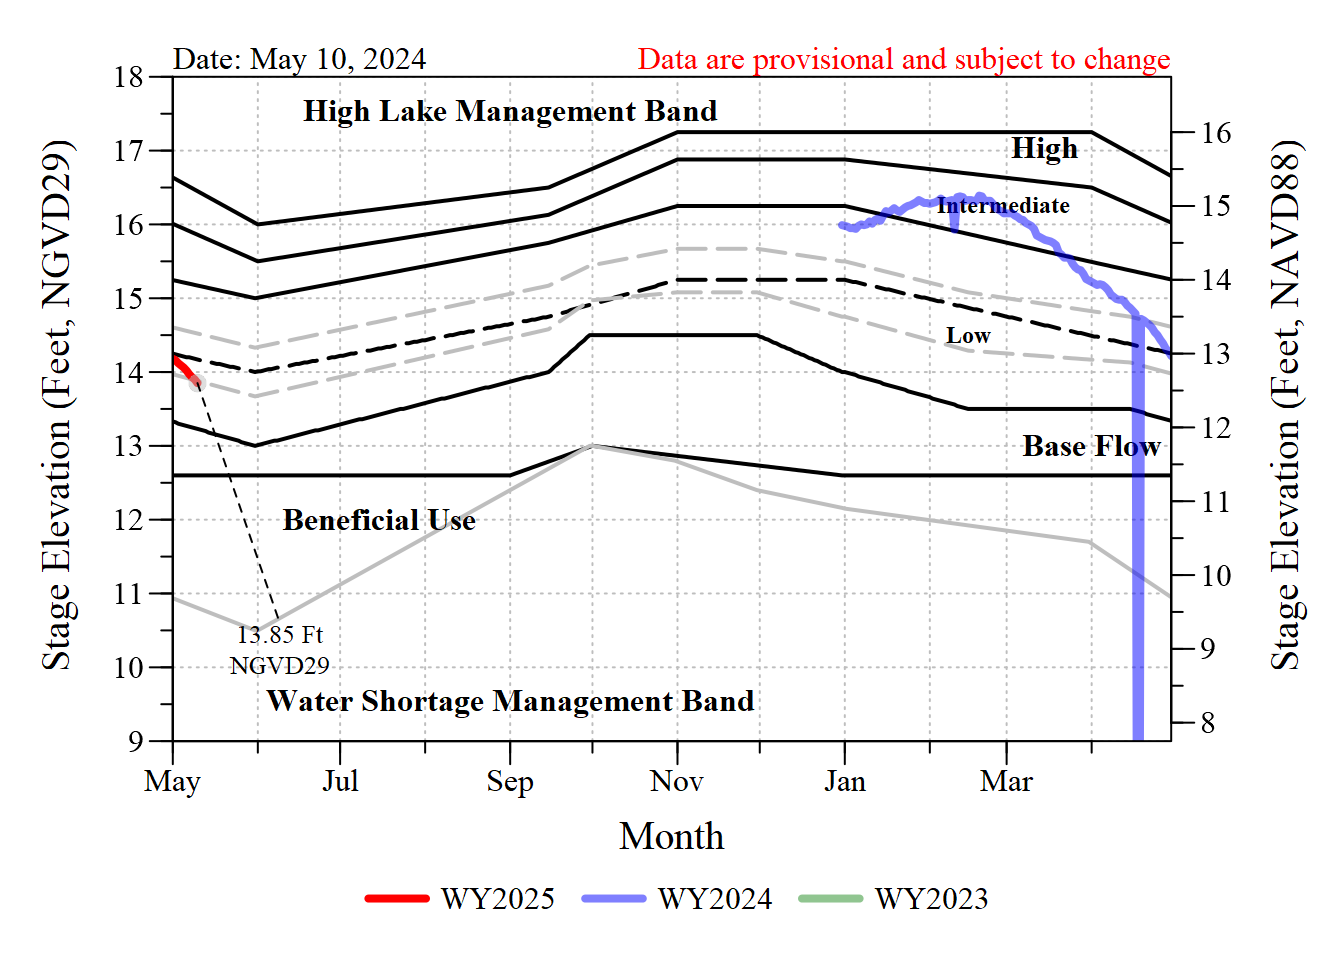 Date: May 10, 2024
Data are provisional and subject to change
18
17
16
15
14
13
12
11
10
9
Stage Elevation (Feet, NGVD29)
High Lake Management Band
High
Intermediate
Low
Base Flow
Beneficial Use
13.85 Ft
NGVD29
Water Shortage Management Band
16
15
14
13
12
11
10
9
8
Stage Elevation (Feet, NAVD88)
May
Jul
Sep
Nov
Jan
Mar
Month
WY2025
WY2024
WY2023